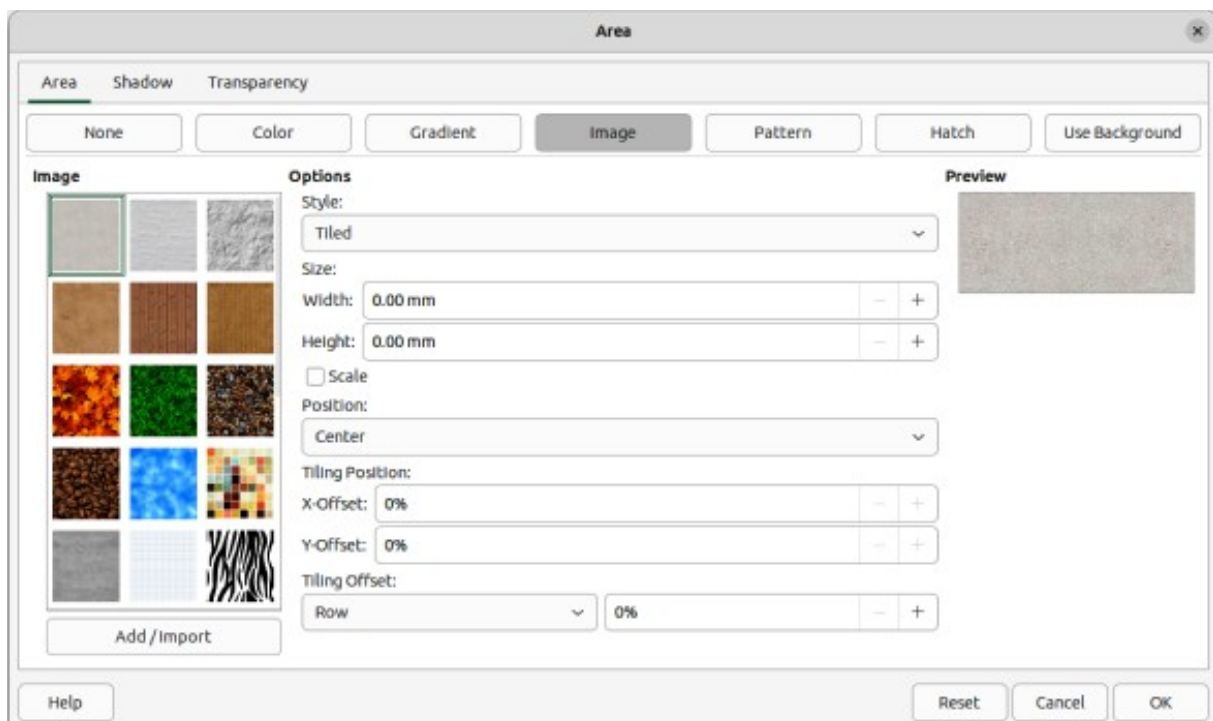 Area
Area Shadow Transparency
None Color Gradient Image Pattern Hatch Use Background
Image Options Preview
Style:
Tiled
Size:
Width: 0.00 mm
Height: 0.00 mm
Scale
Position:
Center
Tiling Position:
X-Offset: 0%
Y-Offset: 0%
Tiling Offset:
Row 0%
Add / Import
Help Reset Cancel OK